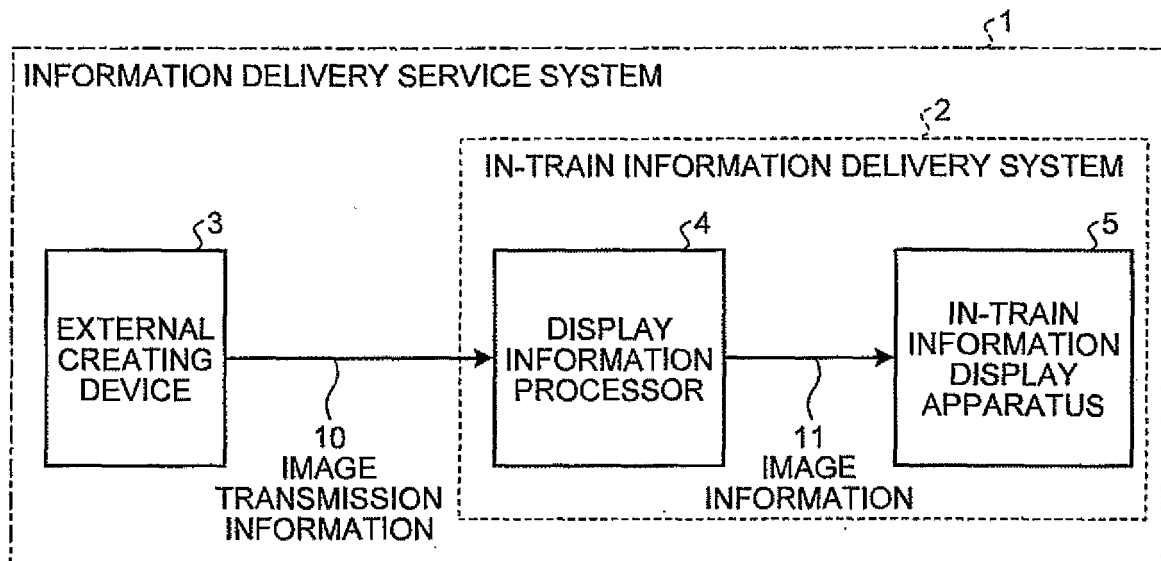 1
INFORMATION DELIVERY SERVICE SYSTEM
2
IN-TRAIN INFORMATION DELIVERY SYSTEM
3
EXTERNAL
CREATING
DEVICE
10
IMAGE
TRANSMISSION
INFORMATION
4
DISPLAY
INFORMATION
PROCESSOR
11
IMAGE
INFORMATION
5
IN-TRAIN
INFORMATION
DISPLAY
APPARATUS